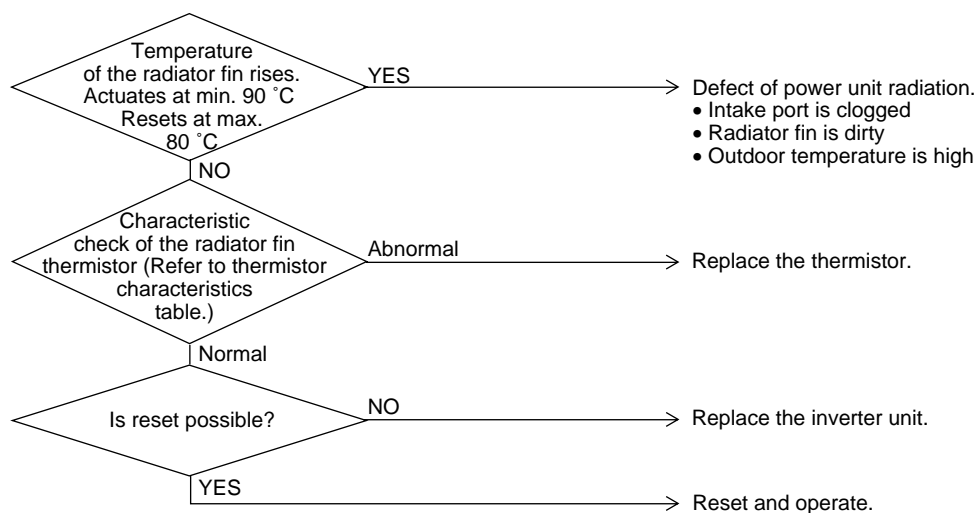 Temperature
of the radiator fin rises.
Actuates at min. 90 ˚C
Resets at max.
80 ˚C
YES
Defect of power unit radiation.
• Intake port is clogged
• Radiator fin is dirty
• Outdoor temperature is high
NO
Characteristic
check of the radiator fin
thermistor (Refer to thermistor
characteristics
table.)
Abnormal
Replace the thermistor.
Normal
Is reset possible?
NO
Replace the inverter unit.
YES
Reset and operate.